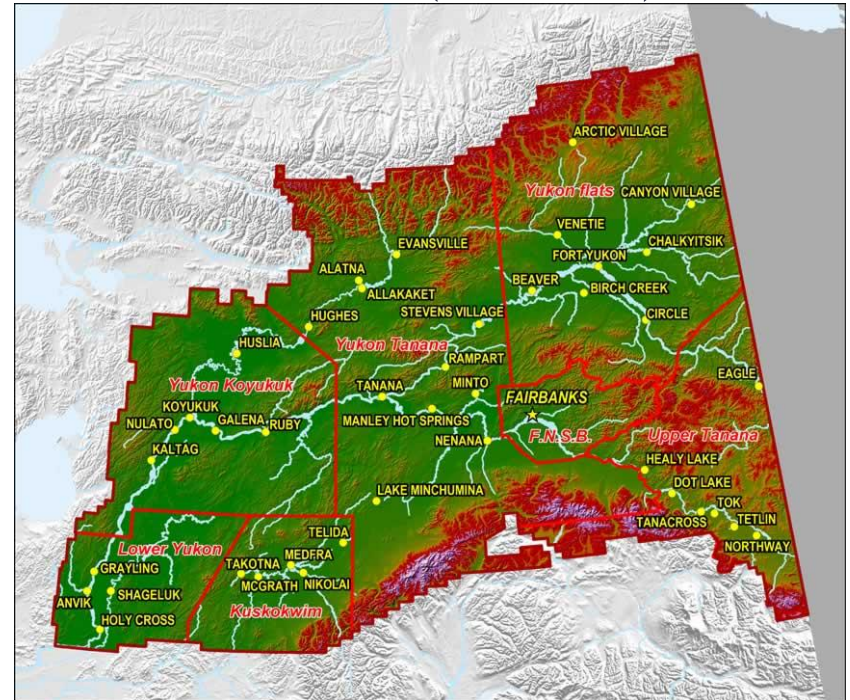 ARCTIC VILLAGE
Yukon flats
CANYON VILLAGE
VENETIE
EVANSVILLE
CHALKYITSIK
FORT YUKON
ALATNA
BEAVER
ALLAKAKET
BIRCH CREEK
STEVENS VILLAGE
HUGHES
CIRCLE
HUSLIA
Yukon Tanana
RAMPART
EAGLE
Yukon Koyukuk
TANANA
MINTO
FAIRBANKS
KOYUKUK
NULATO
GALENA
RUBY
MANLEY HOT SPRINGS
F.N.S.B.
Upper Tanana
NENANA
KALTAG
HEALY LAKE
DOT LAKE
LAKE MINCHUMINA
TOK
TANACROSS
TETLIN
TELIDA
NORTHWAY
Lower Yukon
MEDFRA
TAKOTNA
GRAYLING
MCGRATH
NIKOLAI
ANVIK
SHAGELUK
Kuskokwim
HOLY CROSS